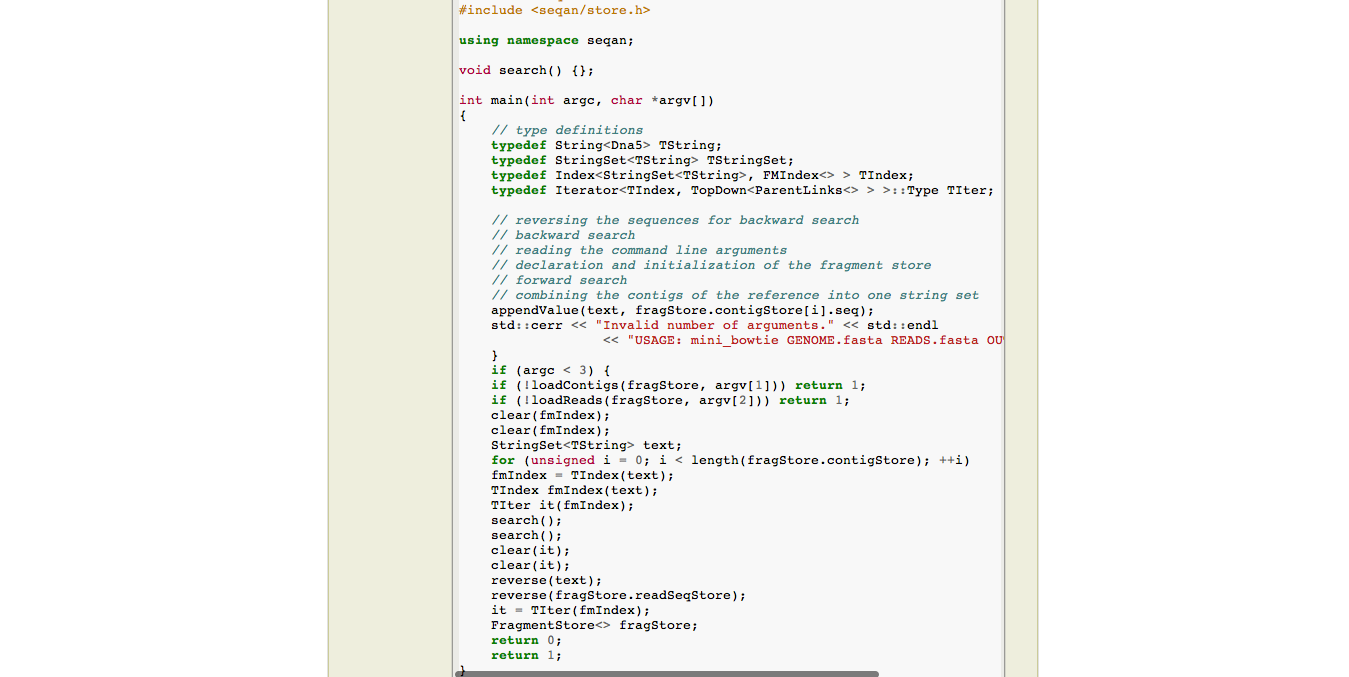 #include <seqan/store.h>
using namespace seqan;
void search() {};
int main(int argc, char *argv[])
{
    // type definitions
    typedef String<Dna5> TString;
    typedef StringSet<TString> TStringSet;
    typedef Index<StringSet<TString>, FMIndex<> > TIndex;
    typedef Iterator<TIndex, TopDown<ParentLinks<> > >::Type TIter;
    // reversing the sequences for backward search
    // backward search
    // reading the command line arguments
    // declaration and initialization of the fragment store
    // forward search
    // combining the contigs of the reference into one string set
    appendValue(text, fragStore.contigStore[i].seq);
    std::cerr << "Invalid number of arguments." << std::endl
              << "USAGE: mini_bowtie GENOME.fasta READS.fasta OU
    }
    if (argc < 3) {
    if (!loadContigs(fragStore, argv[1])) return 1;
    if (!loadReads(fragStore, argv[2])) return 1;
    clear(fmIndex);
    clear(fmIndex);
    StringSet<TString> text;
    for (unsigned i = 0; i < length(fragStore.contigStore); ++i)
    fmIndex = TIndex(text);
    TIndex fmIndex(text);
    TIter it(fmIndex);
    search();
    search();
    clear(it);
    clear(it);
    reverse(text);
    reverse(fragStore.readSeqStore);
    it = TIter(fmIndex);
    FragmentStore<> fragStore;
    return 0;
    return 1;
}